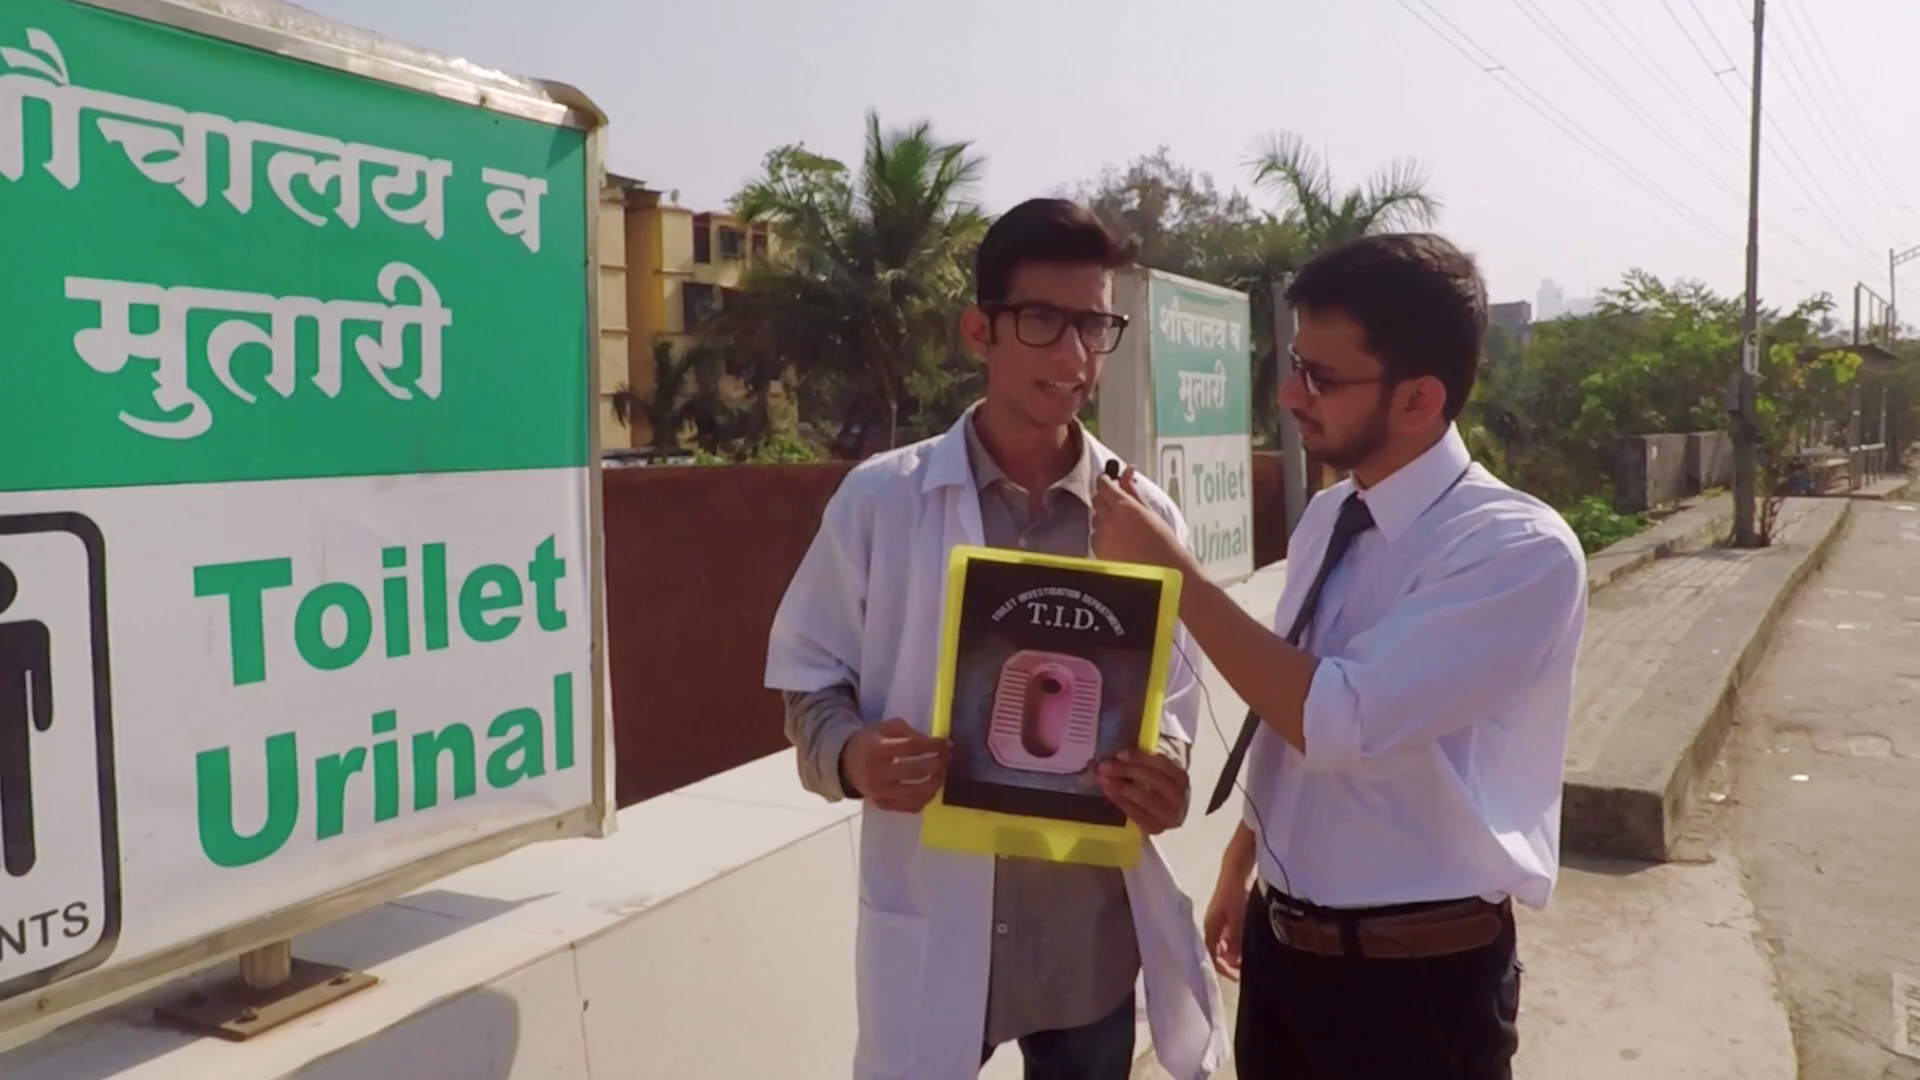 शौचालय व
मुतारी
Toilet
Urinal
NTS
TOILET INVESTIGATION DEPARTMENT
T.I.D.
शौचालय व
मुतारी
Toilet
Urinal